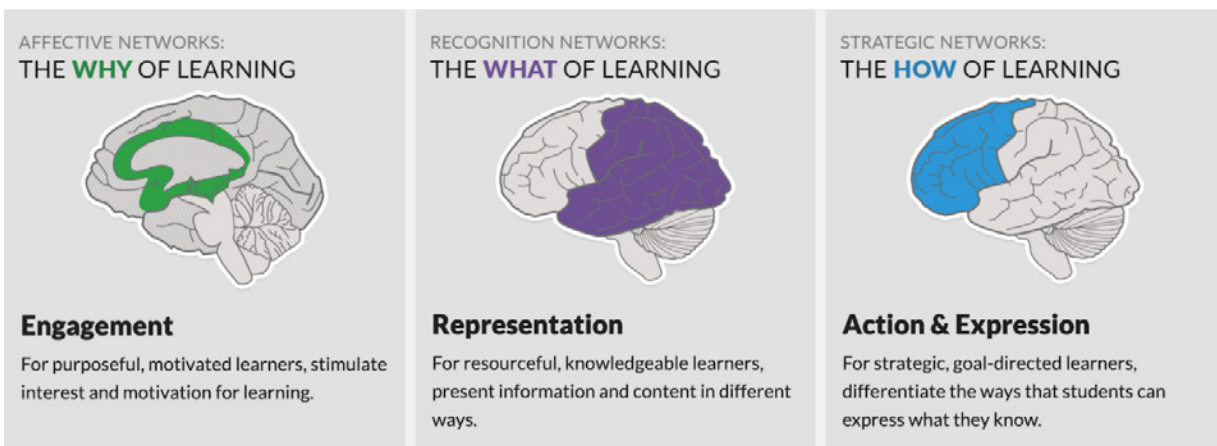 AFFECTIVE NETWORKS:
THE WHY OF LEARNING
Engagement
For purposeful, motivated learners, stimulate
interest and motivation for learning.
RECOGNITION NETWORKS:
THE WHAT OF LEARNING
Representation
For resourceful, knowledgeable learners,
present information and content in different
ways.
STRATEGIC NETWORKS:
THE HOW OF LEARNING
Action & Expression
For strategic, goal-directed learners,
differentiate the ways that students can
express what they know.